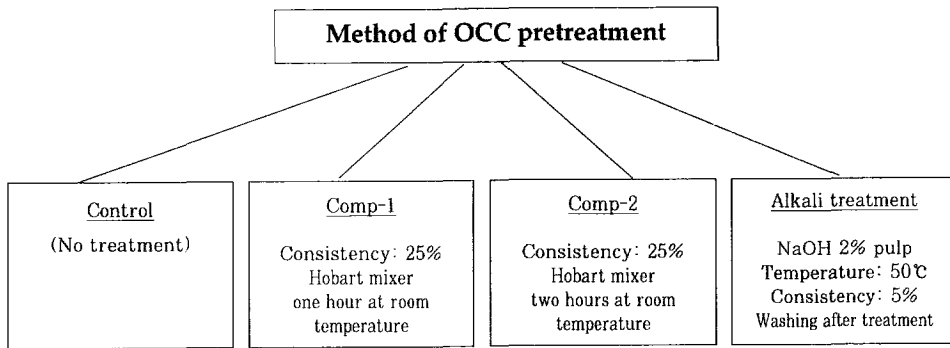 Method of OCC pretreatment
Control
(No treatment)
Comp-1
Consistency: 25%
Hobart mixer
one hour at room
temperature
Comp-2
Consistency: 25%
Hobart mixer
two hours at room
temperature
Alkali treatment
NaOH 2% pulp
Temperature: 50℃
Consistency: 5%
Washing after treatment